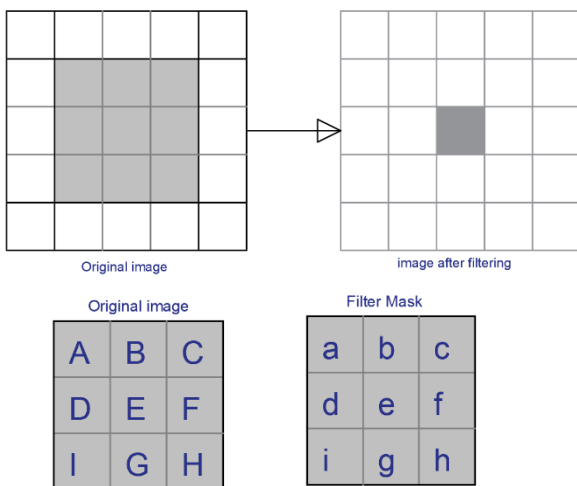 Original image
image after filtering
Original image
Filter Mask
A B C
D E F
I G H
a b c
d e f
i g h